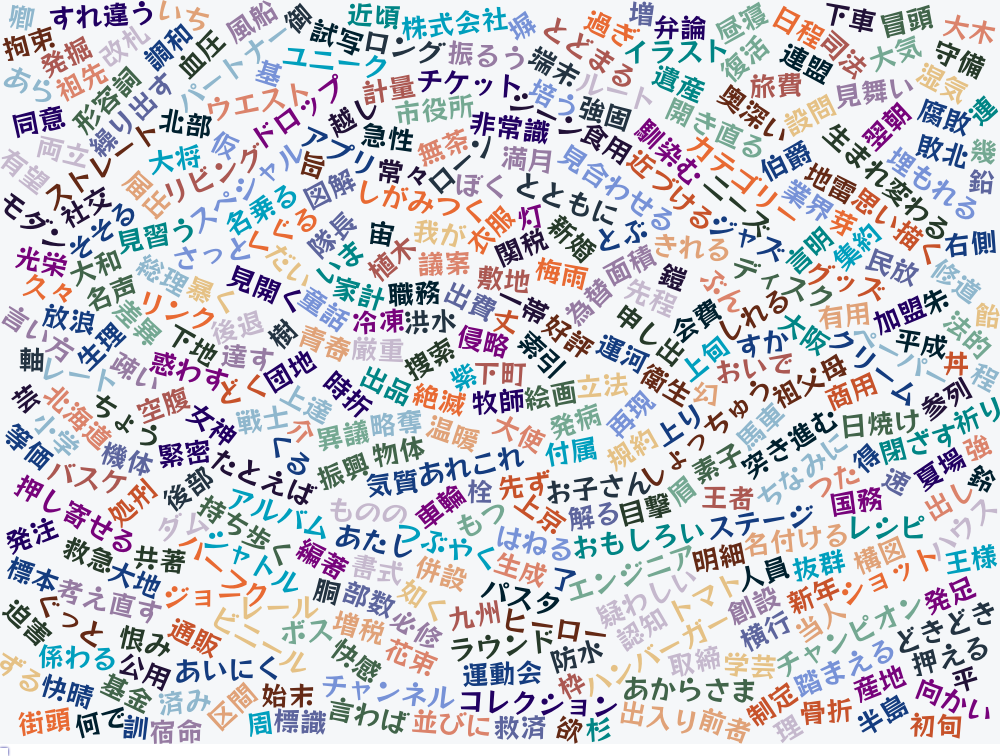 卿 すれ違う いち 風船 御 近頃 株式会社 塀 過ぎ 増 弁論 昼寝 日程 下車 冒頭 大木
拘束 発掘 改札 調和 血圧 パートナー 試写 ロング 振るう とどまる イラスト 復活 連盟 司法 大気 守備
あら 祖先 形容詞 繰り出す 基 ユニーク 端末 ルート 遺産 旅費 見舞い 湿気
同意 北部 ウエスト ドロップ 計量 チケット 培う 強固 開き直る 奥深い 設問 翌朝 腐敗 連
両立 ストレート 大将 仮 越し 急性 市役所 非常識 シーン 食用 馴染む カテゴリー 伯爵 生まれ変わる 敗北 幾
有望 リビング スペシャル アプリ 常々 無茶 ローン 満月 見合わせる 近づける ニーズ 業界 地雷 埋もれる 鉛
モダン 社交 圧圧 名乗る 旨 図解 しがみつく ぼく とともに 芽 思い描く
そそる 見習う さっと くぐる 隊長 宙 我が 衣服 灯 新婚 とぶ きれる ジャズ 言明 集約 民放 右側
光栄 大和 総理 暴く だい ま 植木 議案 関税 敷地 梅雨 面積 鎧 ぶん ディスク グッズ 修道
久々 名声 リンク 見開く 童話 家計 職務 出費 一帯 為替 先程 しれる 有用 加盟 朱 飴
言い方 放浪 差異 後退 樹 青春 冷凍 洪水 丈 好評 申し出 会費 大阪 ペーパー 平成 法的
軸 生理 下地 達す 厳重 捜索 侵略 索引 運河 上旬 すか クリーム 丼
レート 疎い 惑わす どく 団地 時折 出品 紫 下町 衛生 幻 おいで 祖父母 程
芸 北海道 ちょう 空腹 女神 上達 絶滅 牧師 絵画 立法 商用 参列
等価 小学 機体 緊密 戦士 介 異議 略奪 温暖 大使 発病 再現 上り しょっちゅう 馬車 突き進む 日焼け 祈り
バスケ たとえば くる 振興 物体 気質 あれこれ 付属 規約 素子 ちなみに 得 閉ざす 強
押し寄せる 処刑 後部 アルバム ものの 車輪 栓 先ず お子さん 目撃 局 王者 つた 国務 速 夏場 鈴
発注 ダム 持ち歩く あたし つぶやく もつ 上京 解る おもしろい ステージ 名付ける レシピ 出し ハウス
救急 共著 シャトル 編著 書式 併設 はねる 生成 了 エンジニア 明細 人員 抜群 構図 王様
標本 大地 ハーフ ジョニング 胴 部数 如く パスタ 疑わしい トマト 創設 新年 ショット
考え直す ビニール レール ボス 増税 必修 九州 ヒーロー 認知 横行 当人 チャンピオン 発足
迫害 ぐっと 恨み 通販 快感 花束 ラウンド 防水 ハンバーガー 取締 学芸 どきどき
ずる 係わる 公用 あいにく チャンネル 運動会 枠 あからさま 踏まえる 押える 平
快晴 基金 済み 区間 始末 コレクション 制定 産地 向かい
街頭 何で 訓 宿命 周 標識 言わば 並びに 救済 欲 杉 出入り 前者 理 骨折 半島 初旬